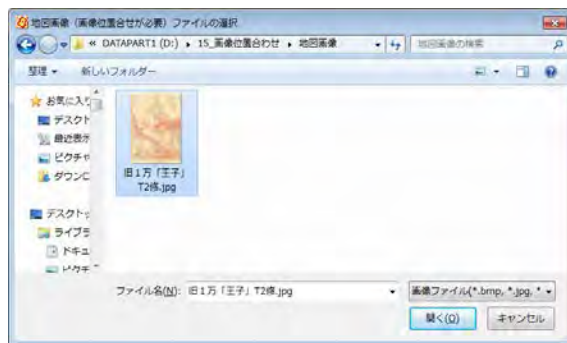 地図画像（画像位置合せが必要）ファイルの選択
« DATAPART1 (D:) ▸ 15_画像位置合わせ ▸ 地図画像
地図画像の検索
整理 ▾ 新しいフォルダー
お気に入り
デスクト
最近表示
ピクチャ
ダウンロ
デスクトッ
ライブラ
ドキュ
ピクチャ
旧1万「王子」
T2修.jpg
ファイル名(N): 旧1万「王子」T2修.jpg
画像ファイル(*.bmp, *.jpg, *
開く(O)
キャンセル